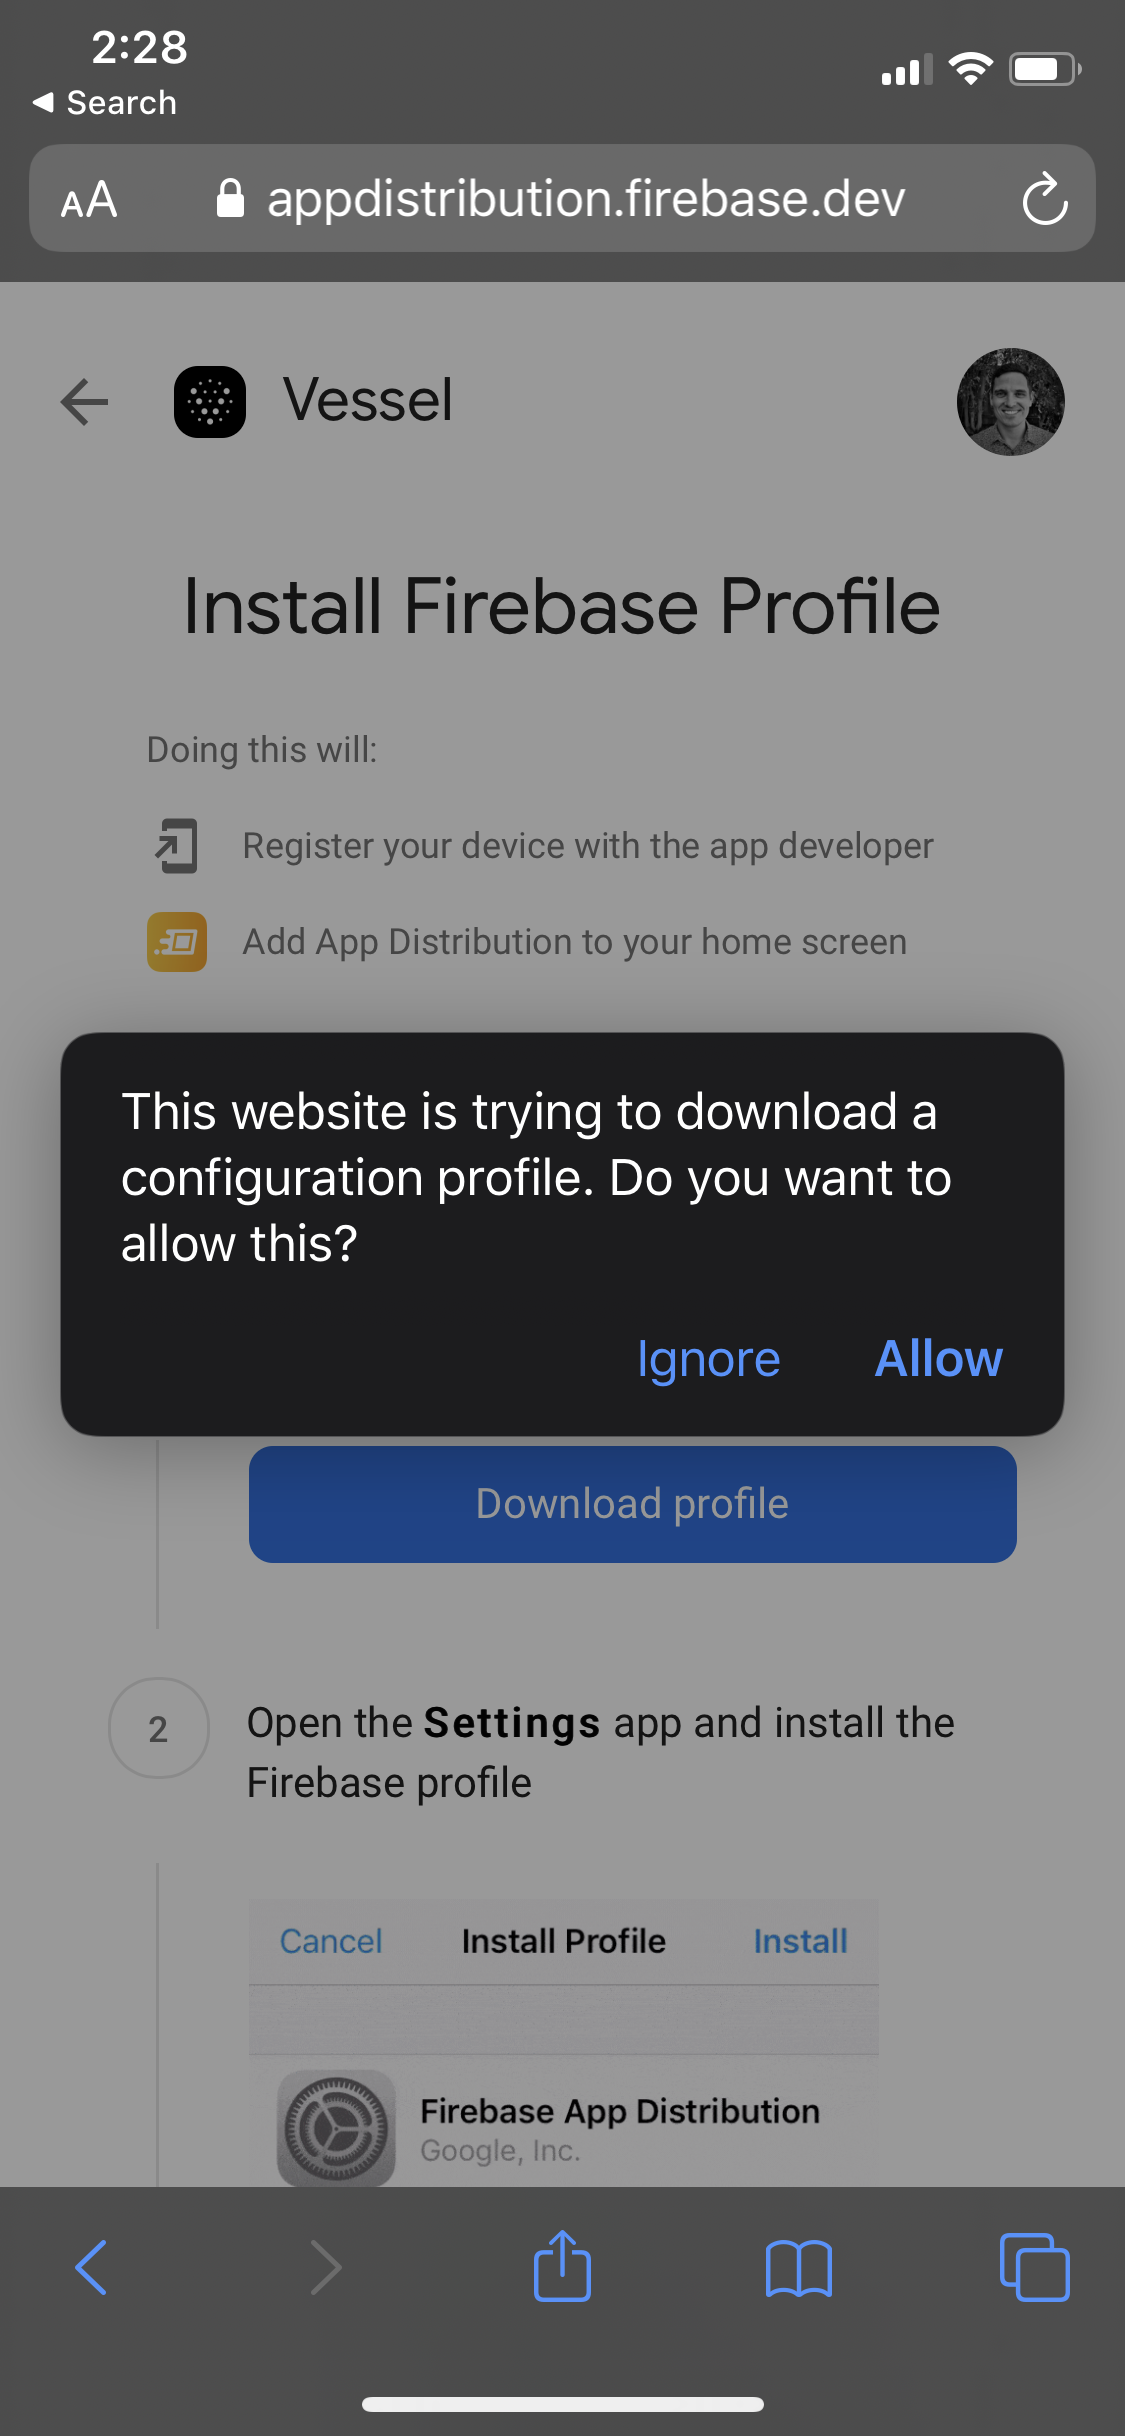 2:28
◀ Search
AA appdistribution.firebase.dev
Vessel
Install Firebase Profile
Doing this will:
Register your device with the app developer
Add App Distribution to your home screen
This website is trying to download a
configuration profile. Do you want to
allow this?
Ignore Allow
Download profile
2 Open the Settings app and install the
Firebase profile
Cancel Install Profile Install
Firebase App Distribution
Google, Inc.